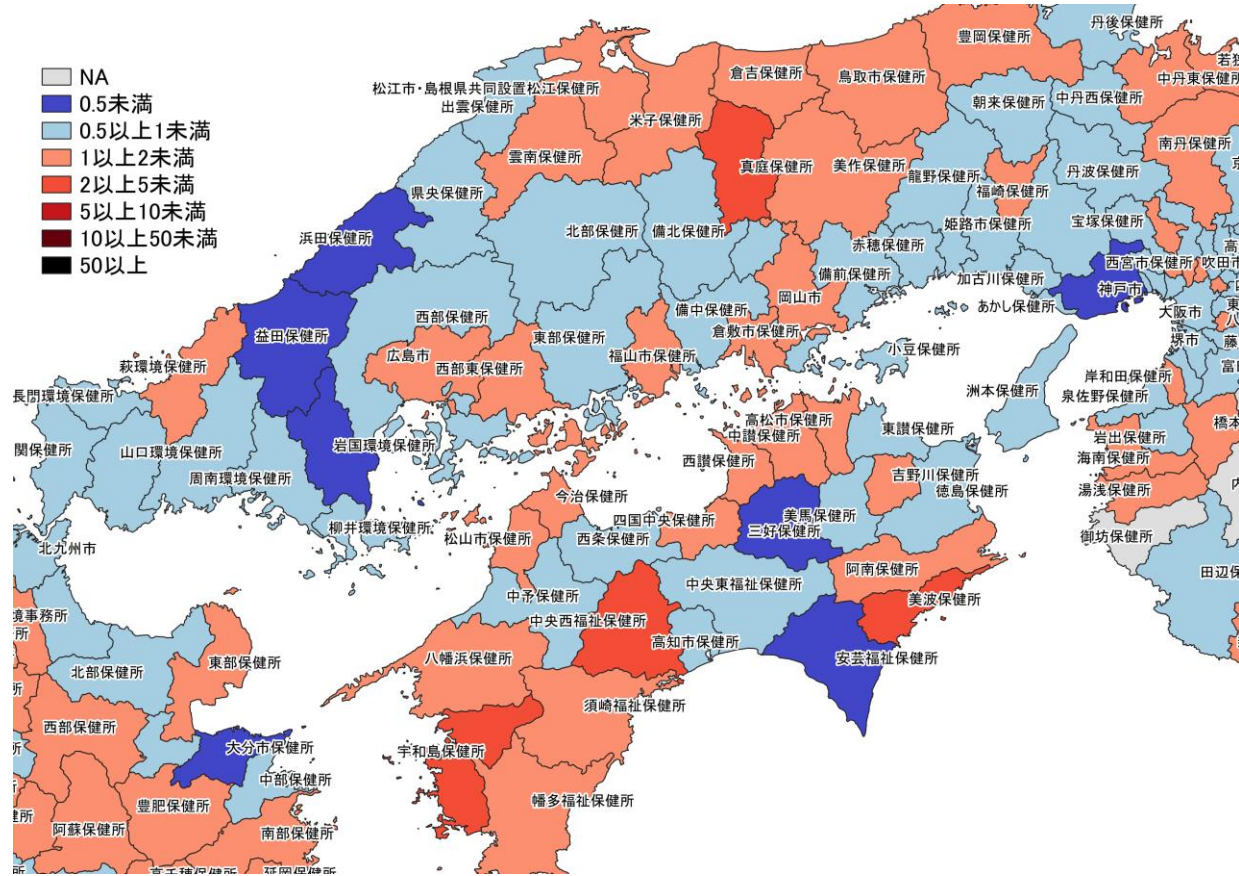 NA
0.5未満
0.5以上1未満
1以上2未満
2以上5未満
5以上10未満
10以上50未満
50以上
丹後保健所
豊岡保健所
若狭
倉吉保健所
鳥取市保健所
中丹東保健所
松江市・島根県共同設置松江保健所
出雲保健所
朝来保健所
中丹西保健所
米子保健所
雲南保健所
南丹保健所
真庭保健所
美作保健所
龍野保健所
丹波保健所
福崎保健所
県央保健所
宝塚保健所
姫路市保健所
北部保健所
備北保健所
浜田保健所
赤穂保健所
西宮市保健所
吹田市
備前保健所
加古川保健所
神戸市
岡山市
あかし保健所
大阪市
西部保健所
備中保健所
倉敷市保健所
益田保健所
東部保健所
堺市
藤
小豆保健所
広島市
福山市保健所
萩環境保健所
西部東保健所
富田
岸和田保健所
長門環境保健所
洲本保健所
泉佐野保健所
高松市保健所
橋本
東讃保健所
中讃保健所
岩国環境保健所
岩出保健所
関保健所
山口環境保健所
西讃保健所
海南保健所
吉野川保健所
周南環境保健所
徳島保健所
湯浅保健所
今治保健所
美馬保健所
四国中央保健所
柳井環境保健所
三好保健所
松山市保健所
西条保健所
御坊保健所
北九州市
阿南保健所
田辺保
中央東福祉保健所
中予保健所
美波保健所
境事務所
中央西福祉保健所
高知市保健所
八幡浜保健所
安芸福祉保健所
東部保健所
北部保健所
須崎福祉保健所
西部保健所
大分市保健所
宇和島保健所
中部保健所
幡多福祉保健所
豊肥保健所
阿蘇保健所
南部保健所
高千穂保健所
延岡保健所